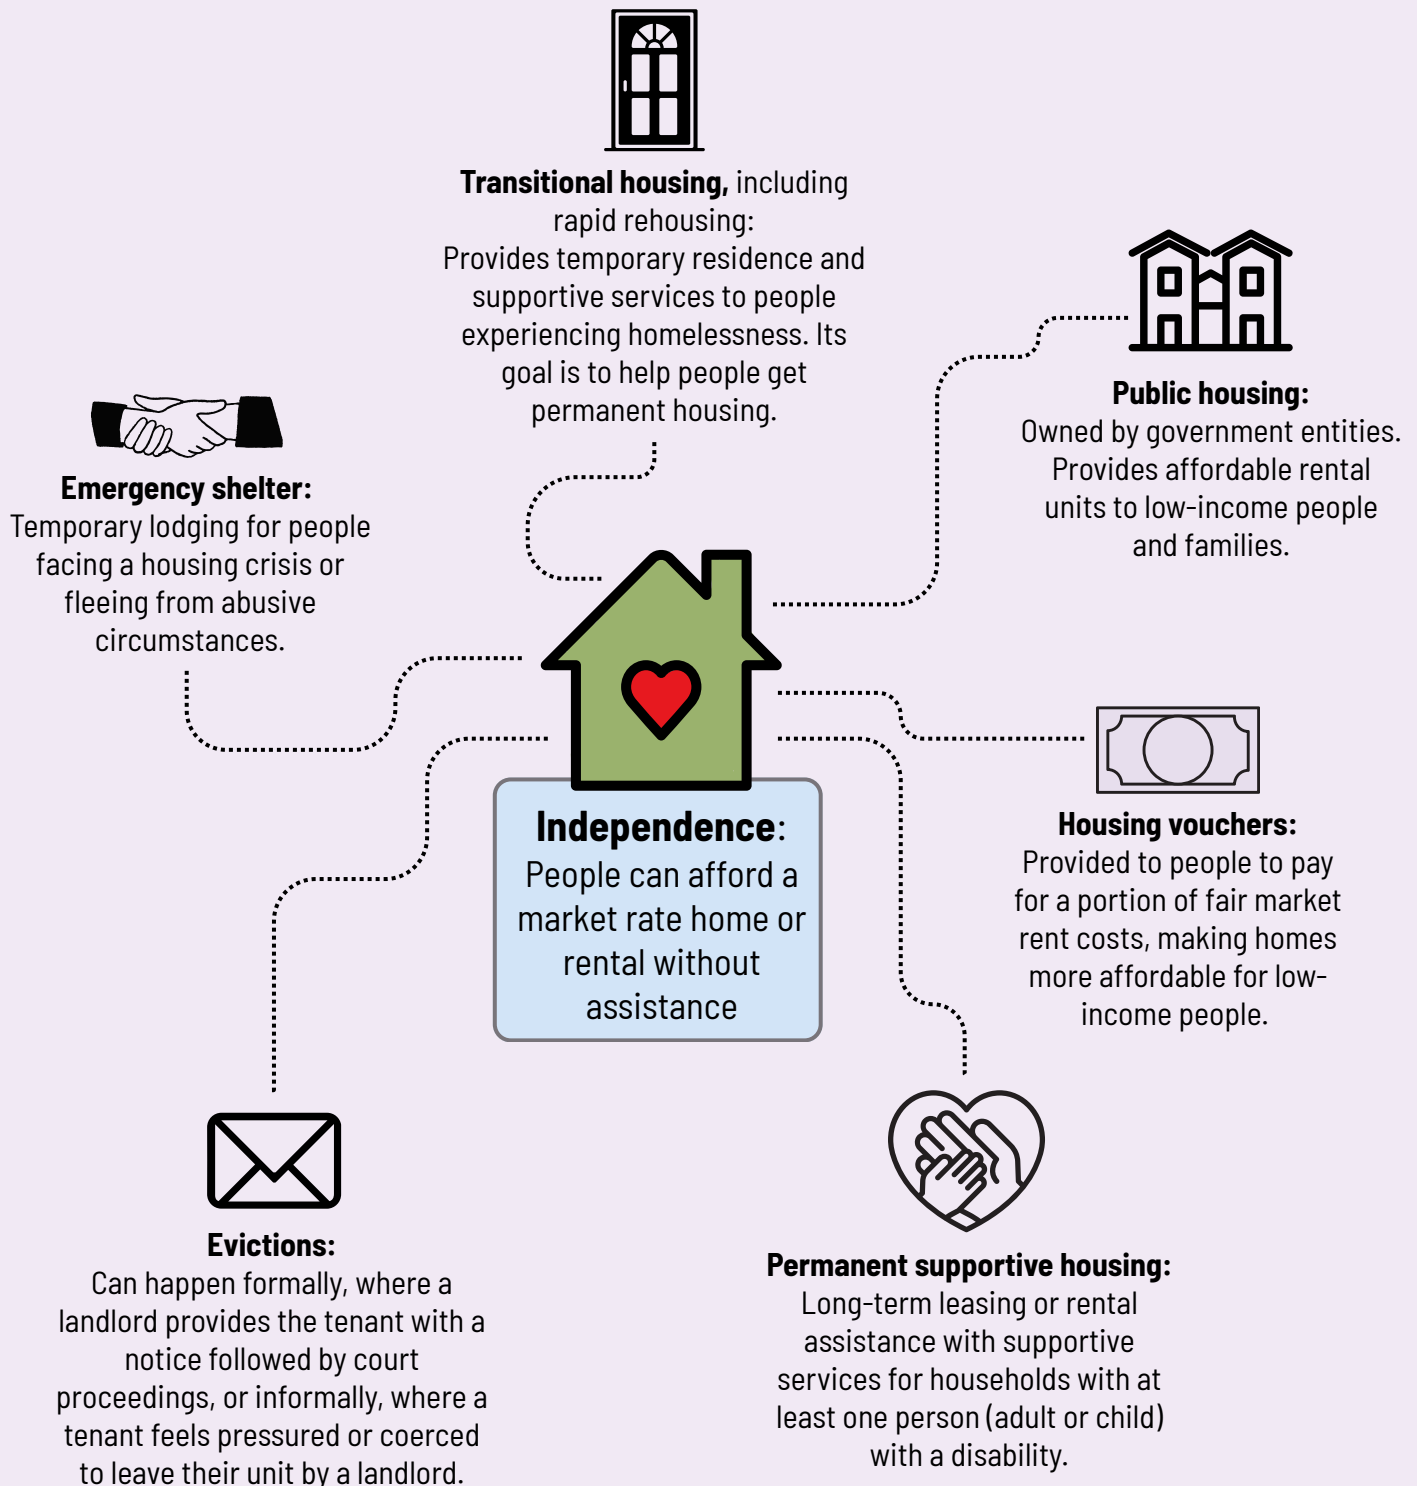 Transitional housing, including
rapid rehousing:
Provides temporary residence and
supportive services to people
experiencing homelessness. Its
goal is to help people get
permanent housing.
Public housing:
Owned by government entities.
Provides affordable rental
units to low-income people
and families.
Emergency shelter:
Temporary lodging for people
facing a housing crisis or
fleeing from abusive
circumstances.
Independence:
People can afford a
market rate home or
rental without
assistance
Housing vouchers:
Provided to people to pay
for a portion of fair market
rent costs, making homes
more affordable for low-
income people.
Evictions:
Can happen formally, where a
landlord provides the tenant with a
notice followed by court
proceedings, or informally, where a
tenant feels pressured or coerced
to leave their unit by a landlord.
Permanent supportive housing:
Long-term leasing or rental
assistance with supportive
services for households with at
least one person (adult or child)
with a disability.